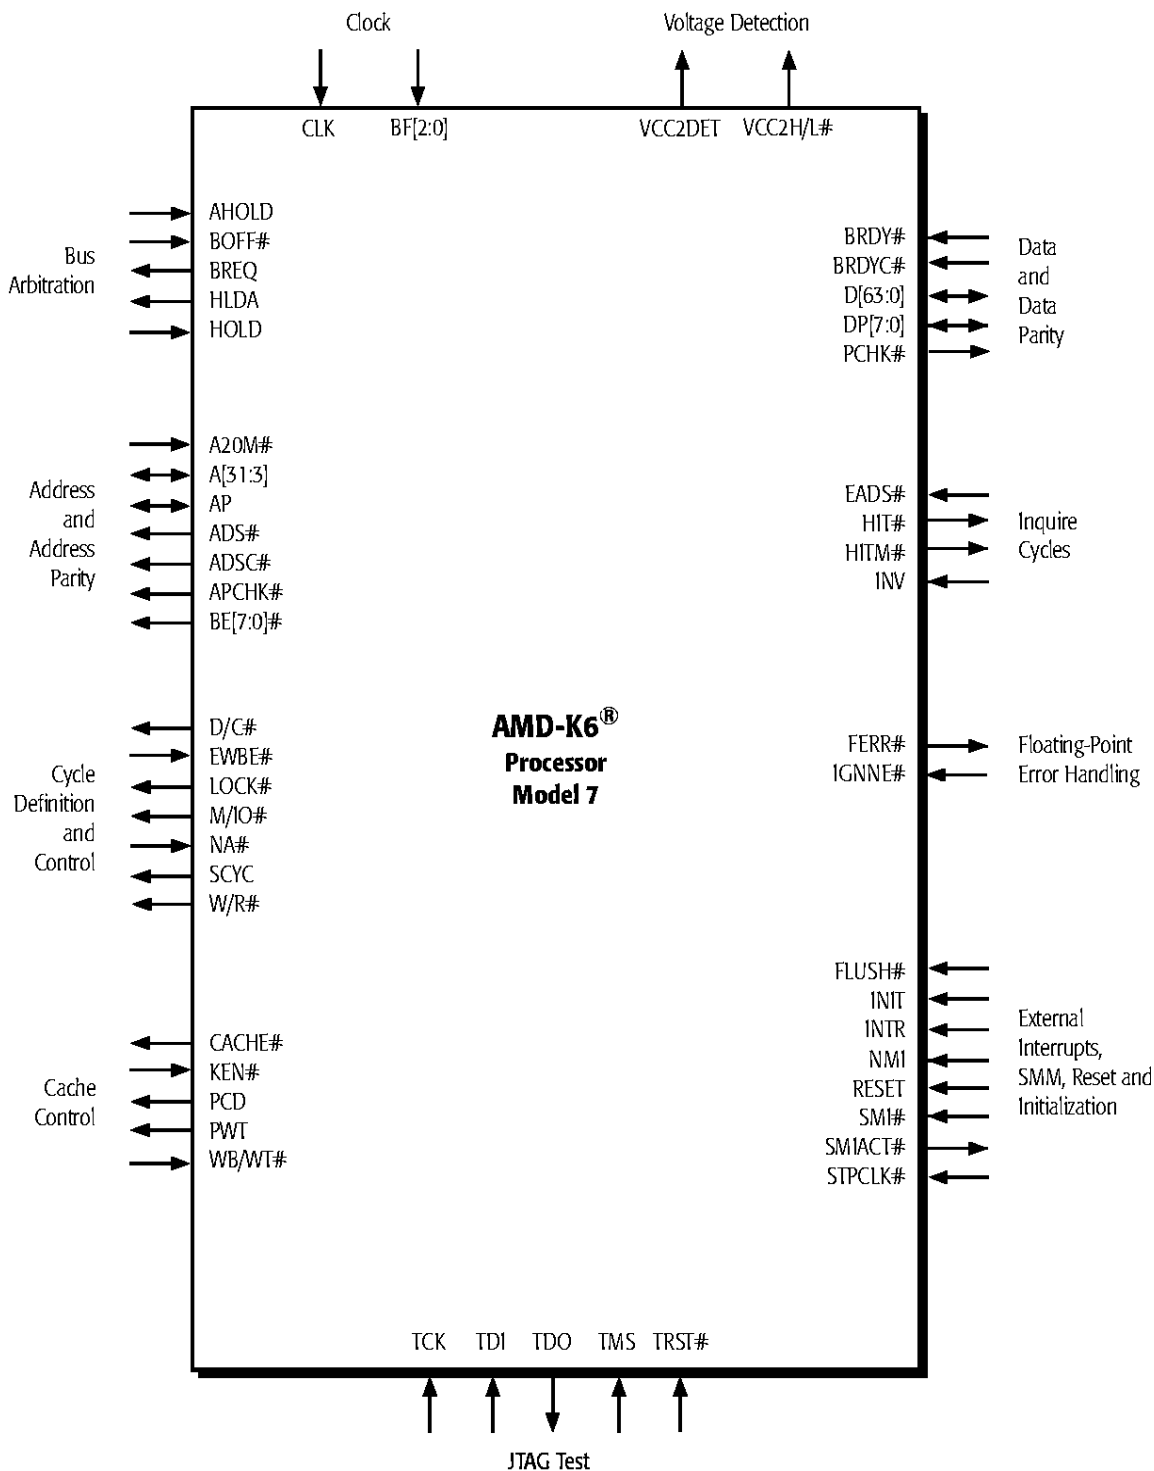 Clock
Voltage Detection
CLK
BF[2:0]
VCC2DET
VCC2H/L#
Bus
Arbitration
AHOLD
BOFF#
BREQ
HLDA
HOLD
BRDY#
BRDYC#
D[63:0]
DP[7:0]
PCHK#
Data
and
Data
Parity
Address
and
Address
Parity
A20M#
A[31:3]
AP
ADS#
ADSC#
APCHK#
BE[7:0]#
EADS#
HIT#
HITM#
INV
Inquire
Cycles
Cycle
Definition
and
Control
D/C#
EWBE#
LOCK#
M/IO#
NA#
SCYC
W/R#
AMD-K6®
Processor
Model 7
FERR#
IGNNE#
Floating-Point
Error Handling
Cache
Control
CACHE#
KEN#
PCD
PWT
WB/WT#
FLUSH#
INIT
INTR
NMI
RESET
SMI#
SMIACT#
STPCLK#
External
Interrupts,
SMM, Reset and
Initialization
TCK
TDI
TDO
TMS
TRST#
JTAG Test